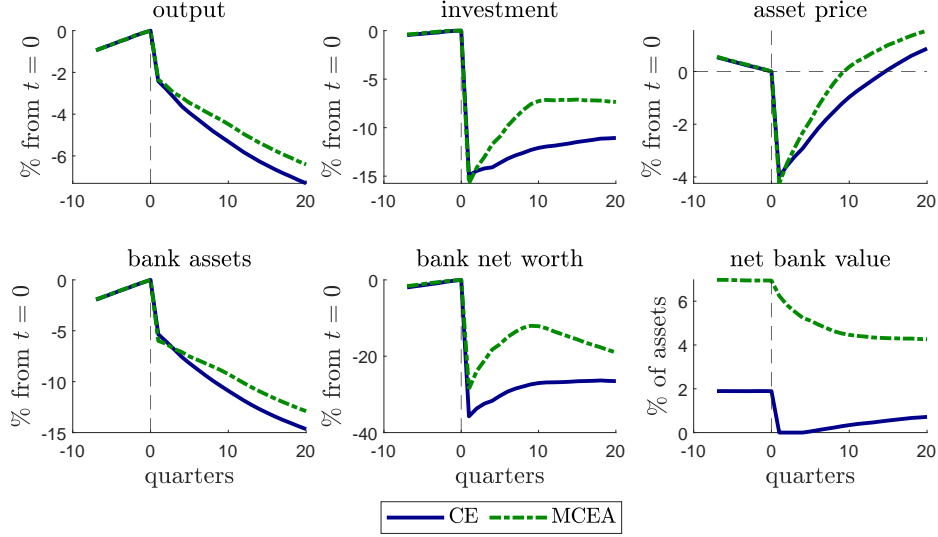 output
investment
asset price
% from t = 0
0
-2
-4
-6
-10
0
10
20
% from t = 0
0
-5
-10
-15
-10
0
10
20
% from t = 0
0
-2
-4
-10
0
10
20
bank assets
bank net worth
net bank value
% from t = 0
0
-5
-10
-15
-10
0
10
20
quarters
% from t = 0
0
-20
-40
-10
0
10
20
quarters
% of assets
6
4
2
0
-10
0
10
20
quarters
CE
MCEA